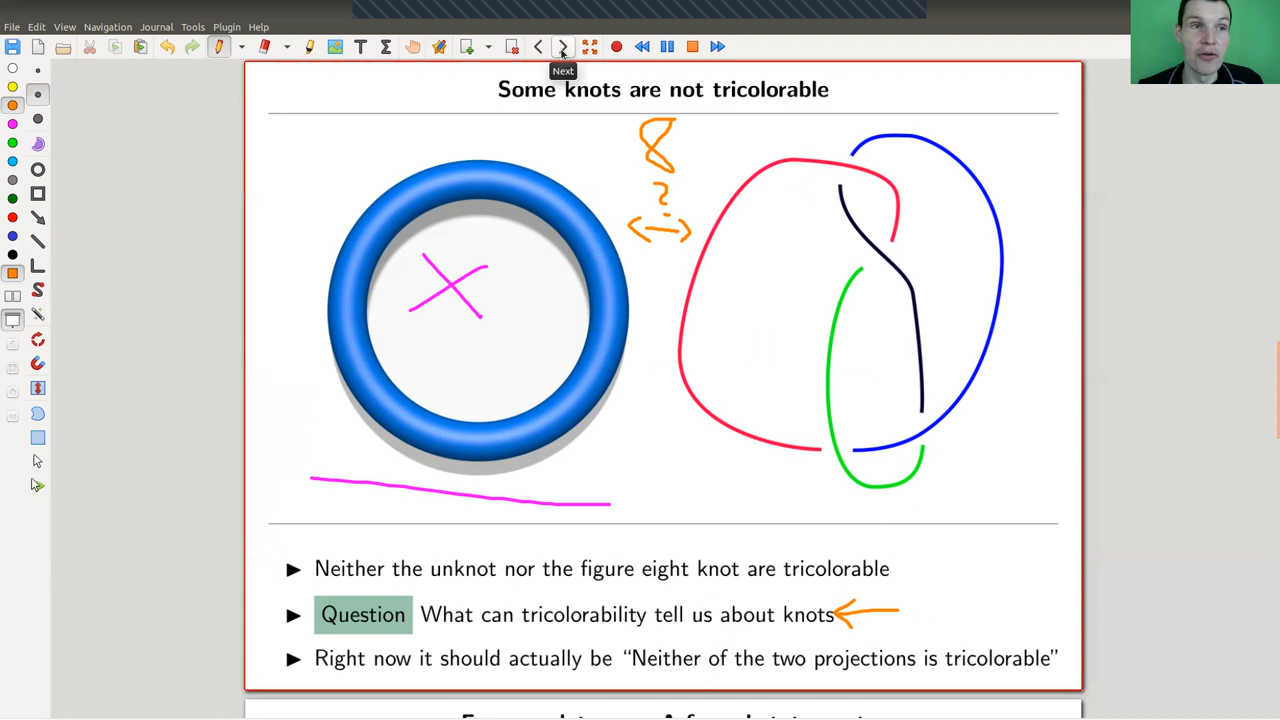 File Edit View Navigation Journal Tools Plugin Help
Next
Some knots are not tricolorable
8
?
Neither the unknot nor the figure eight knot are tricolorable
Question What can tricolorability tell us about knots
Right now it should actually be “Neither of the two projections is tricolorable”